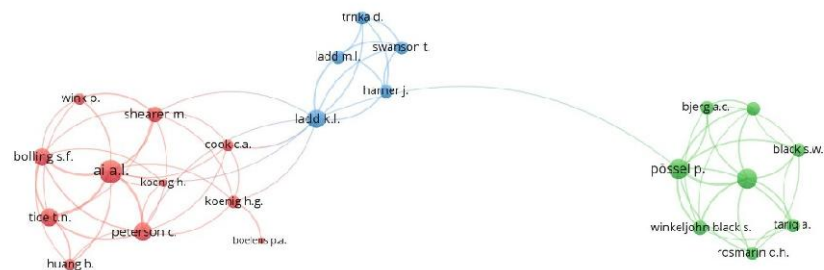 trnka d.
swanson t.
ladd m.l.
hamer j.
ladd k.l.
wink p.
shearer m.
cook c.a.
bolling s.f.
ai a.l.
koenig h.
koenig h.g.
tice t.n.
peterson c.
boelens p.a.
huang b.
bjerg a.c.
black s.w.
pössel p.
winkeljohn black s.
tariq a.
rosmarin d.h.